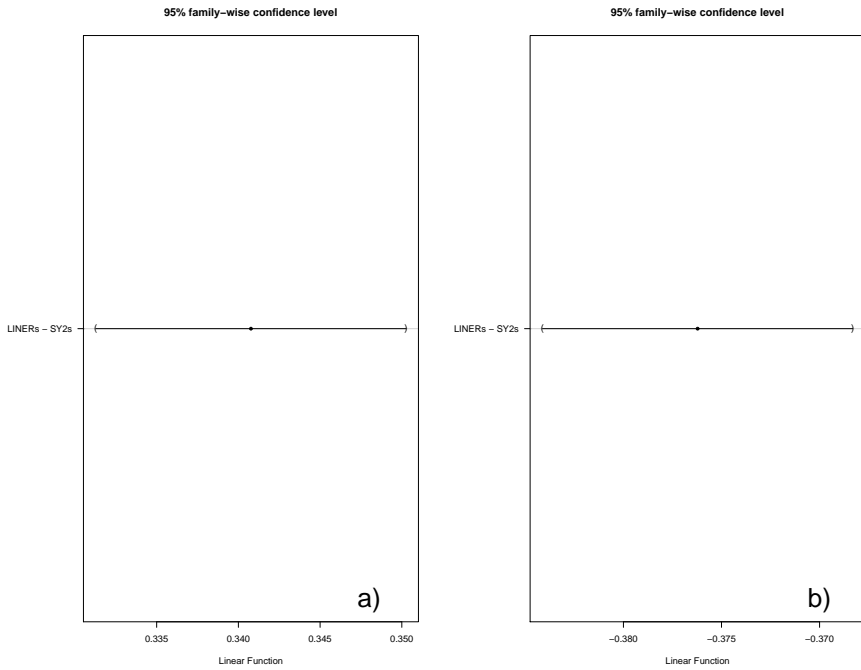 95% family−wise confidence level
LINERs − SY2s
a)
0.335 0.340 0.345 0.350
Linear Function
95% family−wise confidence level
LINERs − SY2s
b)
−0.380 −0.375 −0.370
Linear Function